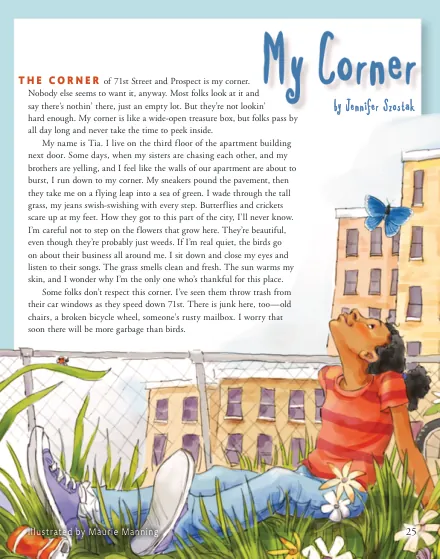 My Corner
by Jennifer Szostak
THE CORNER of 71st Street and Prospect is my corner.
Nobody else seems to want it, anyway. Most folks look at it and
say there's nothin' there, just an empty lot. But they're not lookin'
hard enough. My corner is like a wide-open treasure box, but folks pass by
all day long and never take the time to peek inside.
My name is Tia. I live on the third floor of the apartment building
next door. Some days, when my sisters are chasing each other, and my
brothers are yelling, and I feel like the walls of our apartment are about to
burst, I run down to my corner. My sneakers pound the pavement, then
they take me on a flying leap into a sea of green. I wade through the tall
grass, my jeans swish-swishing with every step. Butterflies and crickets
scare up at my feet. How they got to this part of the city, I'll never know.
I'm careful not to step on the flowers that grow here. They're beautiful,
even though they're probably just weeds. If I'm real quiet, the birds go
on about their business all around me. I sit down and close my eyes and
listen to their songs. The grass smells clean and fresh. The sun warms my
skin, and I wonder why I'm the only one who's thankful for this place.
Some folks don't respect this corner. I've seen them throw trash from
their car windows as they speed down 71st. There is junk here, too—old
chairs, a broken bicycle wheel, someone's rusty mailbox. I worry that
soon there will be more garbage than birds.
Illustrated by Maurie Manning
25